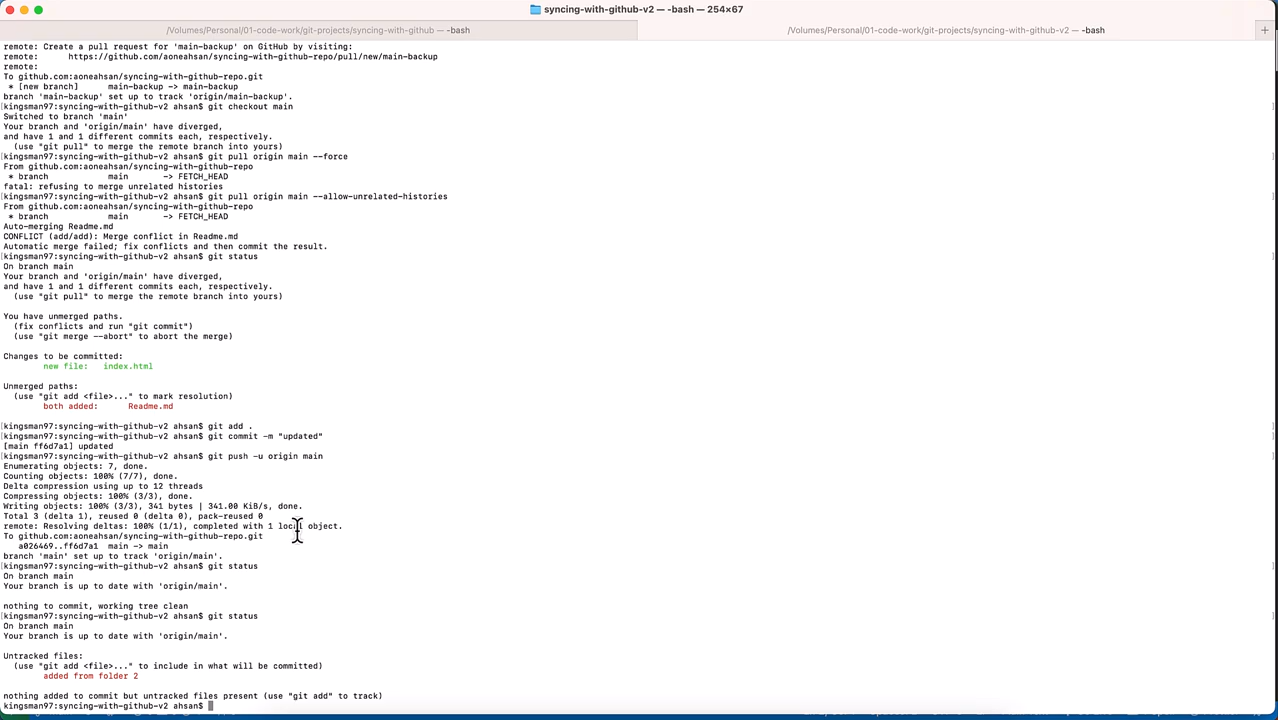 syncing-with-github-v2 — -bash — 254×67
/Volumes/Personal/01-code-work/git-projects/syncing-with-github — -bash
/Volumes/Personal/01-code-work/git-projects/syncing-with-github-v2 — -bash
remote: Create a pull request for 'main-backup' on GitHub by visiting:
remote:      https://github.com/aoneahsan/syncing-with-github-repo/pull/new/main-backup
remote:
To github.com:aoneahsan/syncing-with-github-repo.git
 * [new branch]      main-backup -> main-backup
branch 'main-backup' set up to track 'origin/main-backup'.
[kingsman97:syncing-with-github-v2 ahsan$ git checkout main
Switched to branch 'main'
Your branch and 'origin/main' have diverged,
and have 1 and 1 different commits each, respectively.
  (use "git pull" to merge the remote branch into yours)
[kingsman97:syncing-with-github-v2 ahsan$ git pull origin main --force
From github.com:aoneahsan/syncing-with-github-repo
 * branch            main       -> FETCH_HEAD
fatal: refusing to merge unrelated histories
[kingsman97:syncing-with-github-v2 ahsan$ git pull origin main --allow-unrelated-histories
From github.com:aoneahsan/syncing-with-github-repo
 * branch            main       -> FETCH_HEAD
Auto-merging Readme.md
CONFLICT (add/add): Merge conflict in Readme.md
Automatic merge failed; fix conflicts and then commit the result.
[kingsman97:syncing-with-github-v2 ahsan$ git status
On branch main
Your branch and 'origin/main' have diverged,
and have 1 and 1 different commits each, respectively.
  (use "git pull" to merge the remote branch into yours)
You have unmerged paths.
  (fix conflicts and run "git commit")
  (use "git merge --abort" to abort the merge)
Changes to be committed:
        new file:   index.html
Unmerged paths:
  (use "git add <file>..." to mark resolution)
        both added:      Readme.md
[kingsman97:syncing-with-github-v2 ahsan$ git add .
[kingsman97:syncing-with-github-v2 ahsan$ git commit -m "updated"
[main ff6d7a1] updated
[kingsman97:syncing-with-github-v2 ahsan$ git push -u origin main
Enumerating objects: 7, done.
Counting objects: 100% (7/7), done.
Delta compression using up to 12 threads
Compressing objects: 100% (3/3), done.
Writing objects: 100% (3/3), 341 bytes | 341.00 KiB/s, done.
Total 3 (delta 1), reused 0 (delta 0), pack-reused 0
remote: Resolving deltas: 100% (1/1), completed with 1 local object.
To github.com:aoneahsan/syncing-with-github-repo.git
   a026469..ff6d7a1  main -> main
branch 'main' set up to track 'origin/main'.
[kingsman97:syncing-with-github-v2 ahsan$ git status
On branch main
Your branch is up to date with 'origin/main'.
nothing to commit, working tree clean
[kingsman97:syncing-with-github-v2 ahsan$ git status
On branch main
Your branch is up to date with 'origin/main'.
Untracked files:
  (use "git add <file>..." to include in what will be committed)
        added from folder 2
nothing added to commit but untracked files present (use "git add" to track)
kingsman97:syncing-with-github-v2 ahsan$